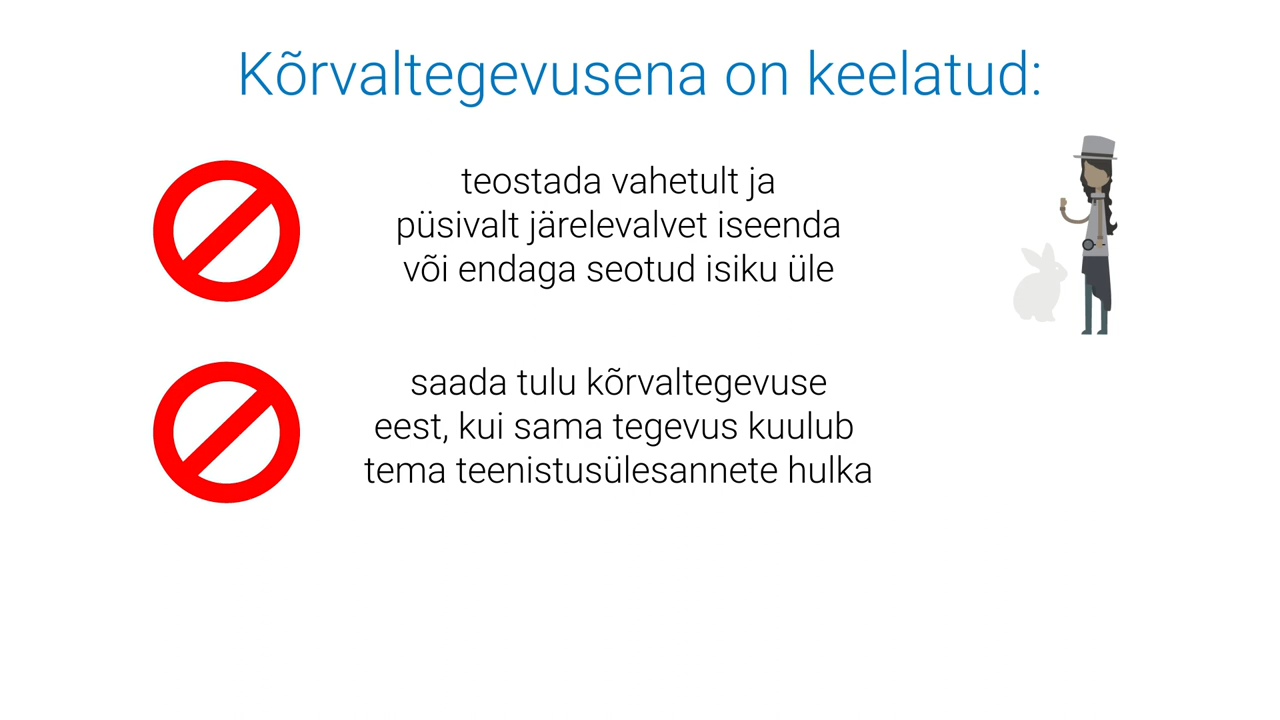 Kõrvaltegevusena on keelatud:
teostada vahetult ja
püsivalt järelevalvet iseenda
või endaga seotud isiku üle
saada tulu kõrvaltegevuse
eest, kui sama tegevus kuulub
tema teenistusülesannete hulka